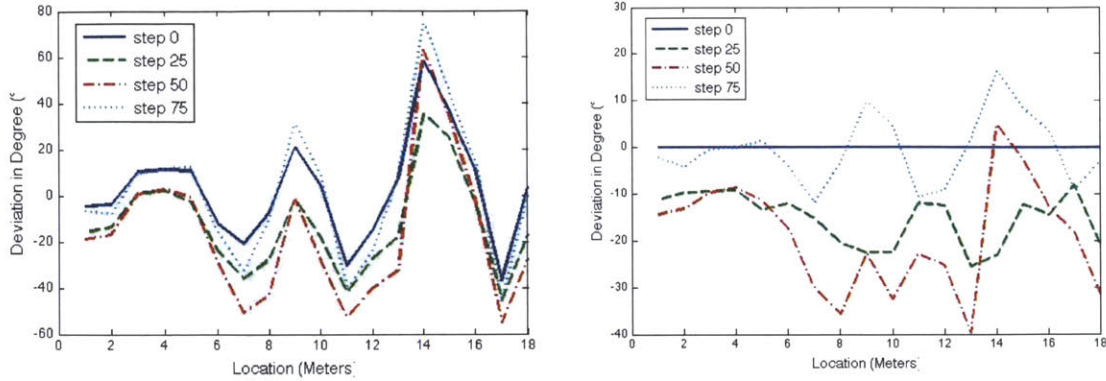 80
60
40
20
0
-20
-40
-60
0 2 4 6 8 10 12 14 16 18
Deviation in Degree (°
Location (Meters)
step 0
step 25
step 50
step 75
30
20
10
0
-10
-20
-30
-40
0 2 4 6 8 10 12 14 16 18
Deviation in Degree (°
Location (Meters)
step 0
step 25
step 50
step 75